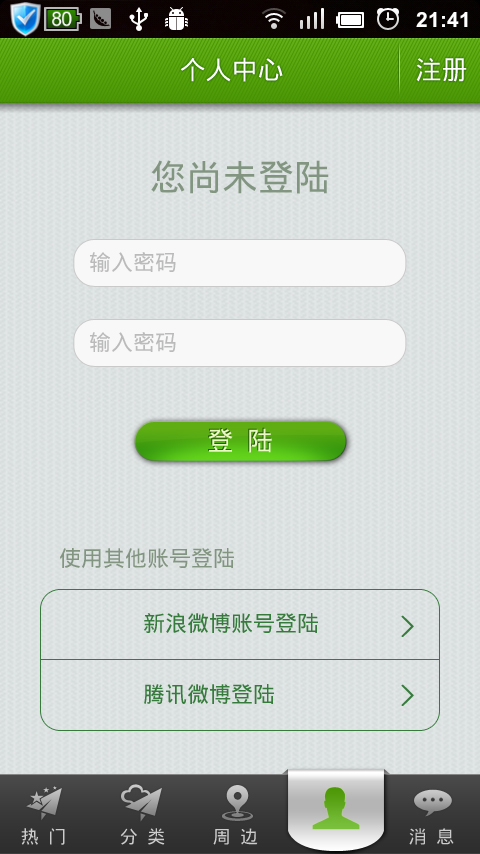 80 21:41
个人中心 注册
您尚未登陆
输入密码
输入密码
登 陆
使用其他账号登陆
新浪微博账号登陆
腾讯微博登陆
热 门 分 类 周 边 消 息